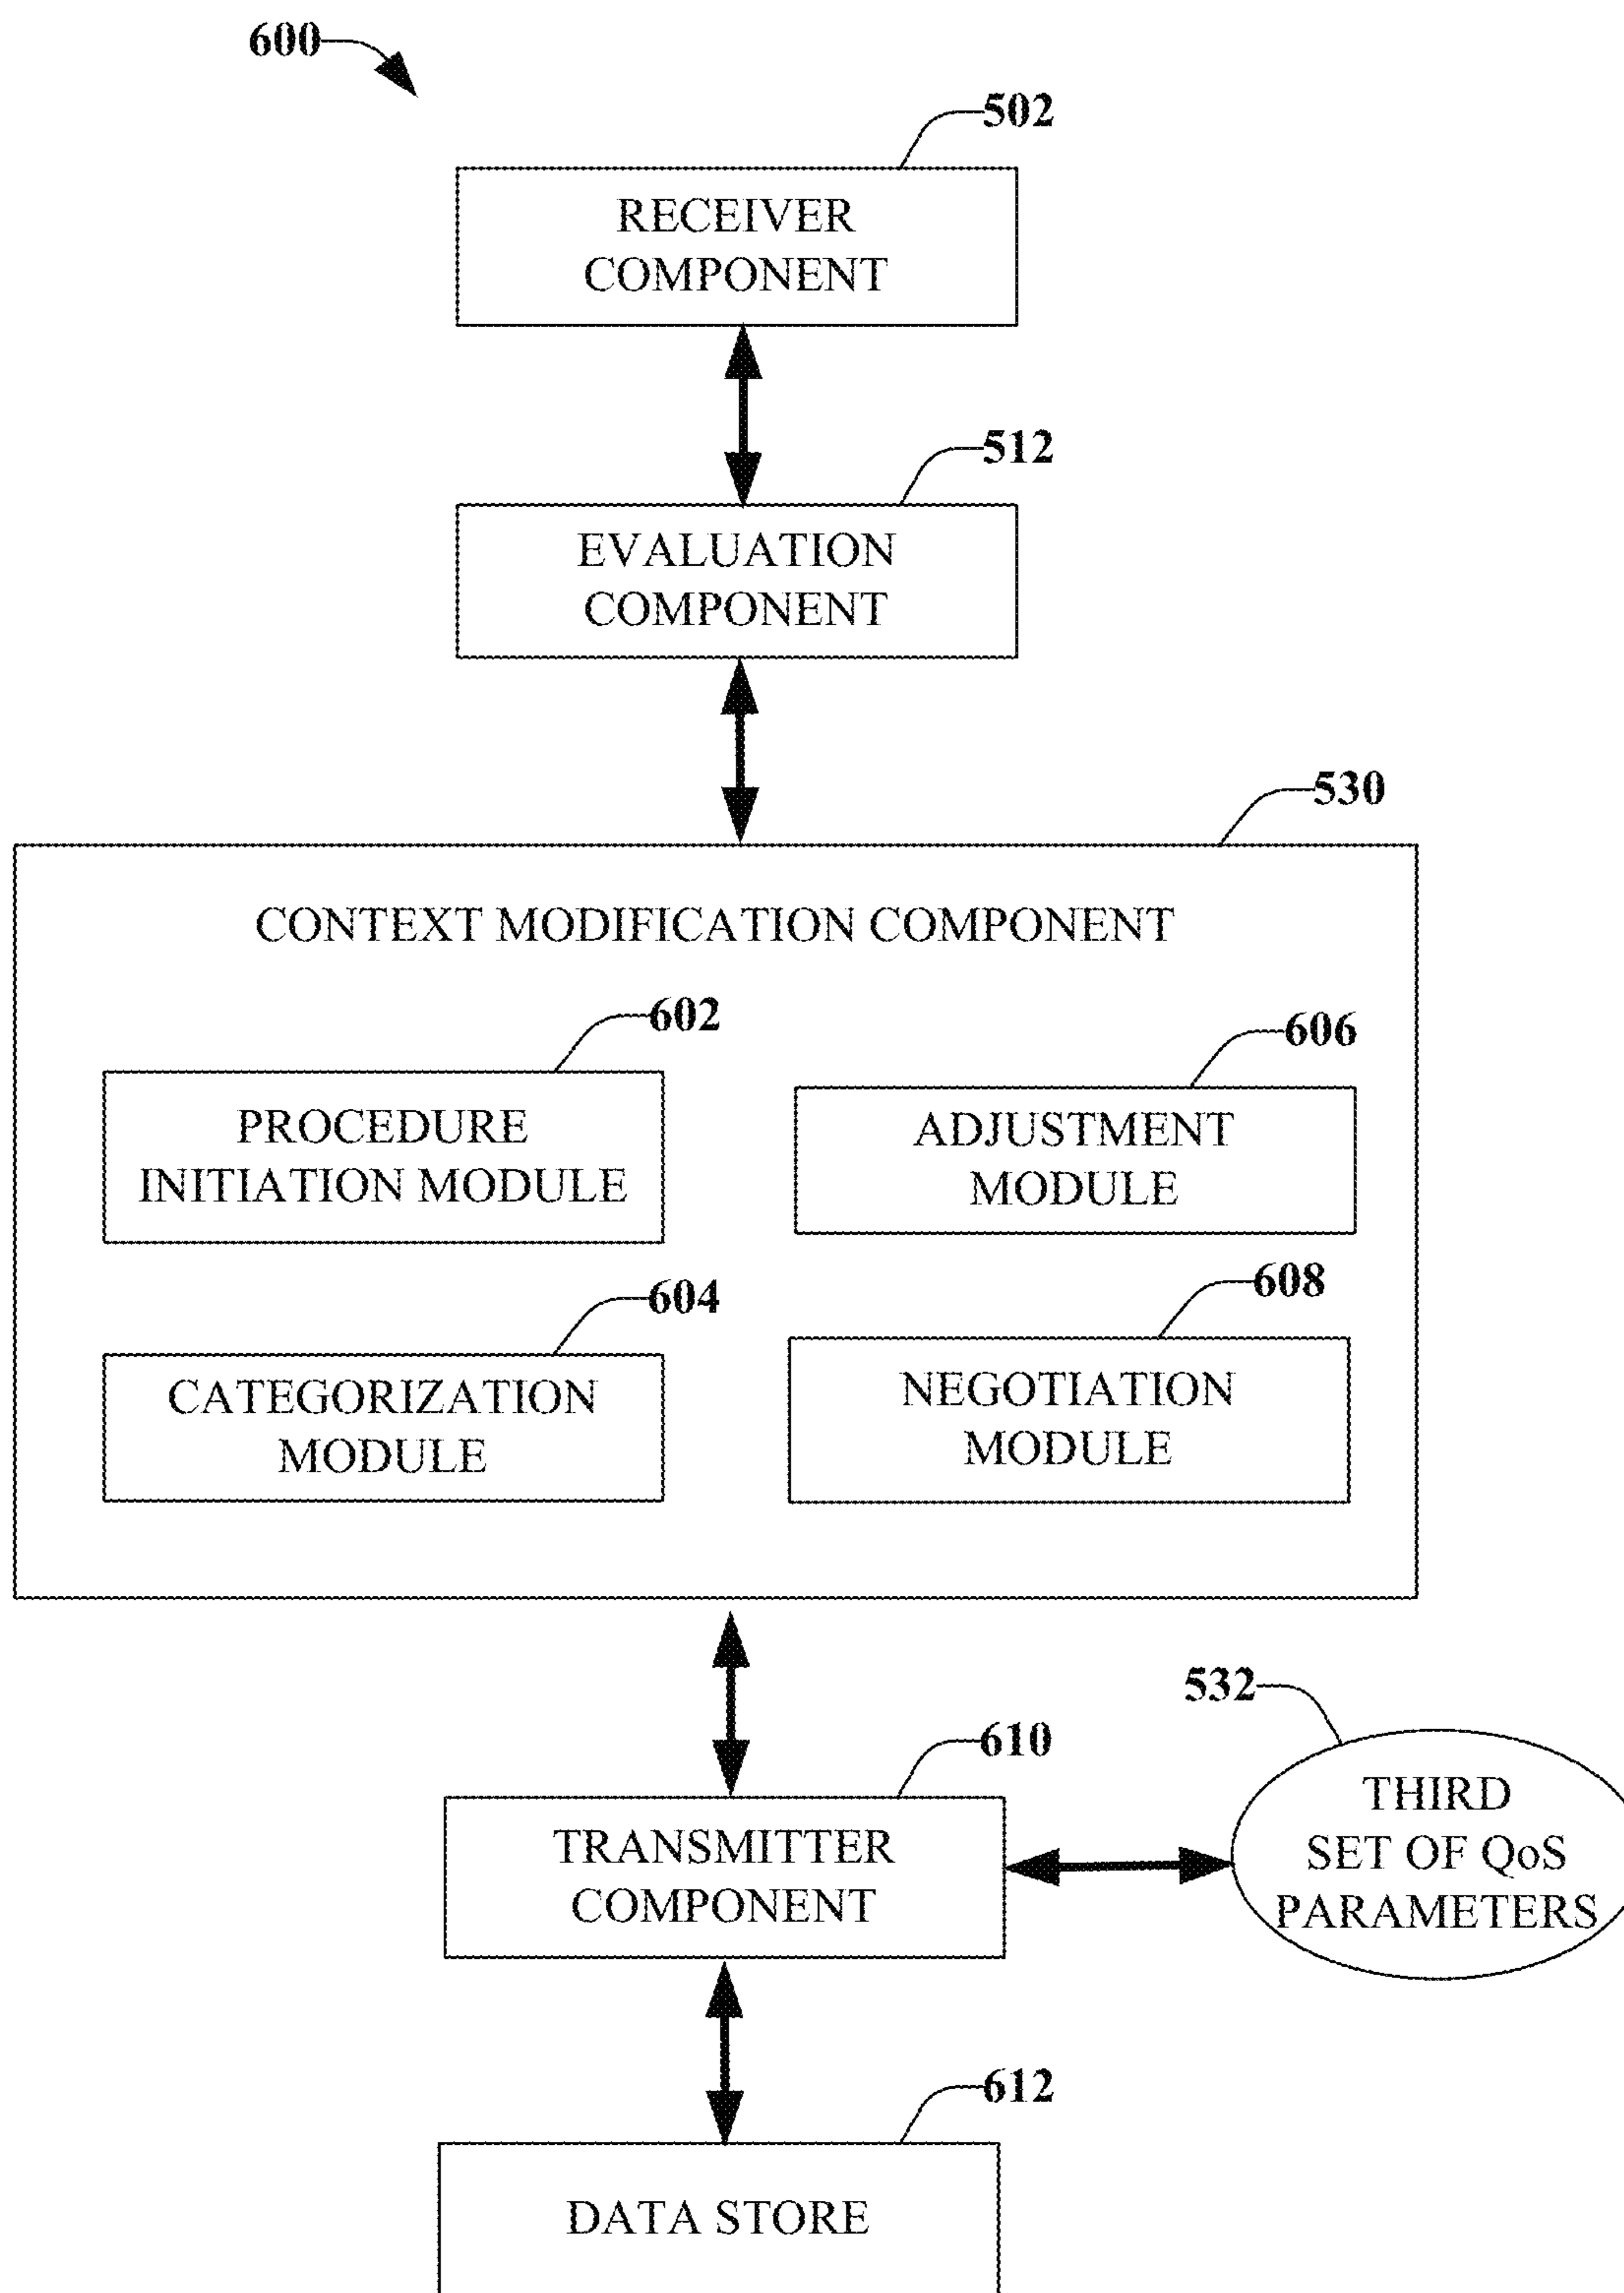 600
502
RECEIVER
COMPONENT
512
EVALUATION
COMPONENT
530
CONTEXT MODIFICATION COMPONENT
602
PROCEDURE
INITIATION MODULE
606
ADJUSTMENT
MODULE
604
CATEGORIZATION
MODULE
608
NEGOTIATION
MODULE
610
TRANSMITTER
COMPONENT
532
THIRD
SET OF QoS
PARAMETERS
612
DATA STORE